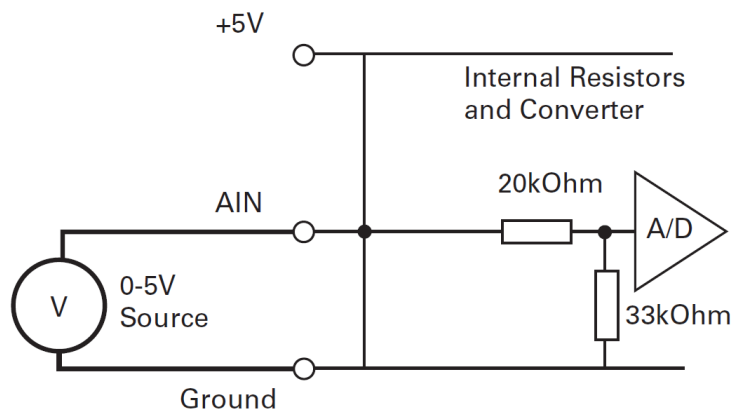 +5V
Internal Resistors
and Converter
20kOhm
AIN
A/D
0-5V
V
Source
33kOhm
Ground